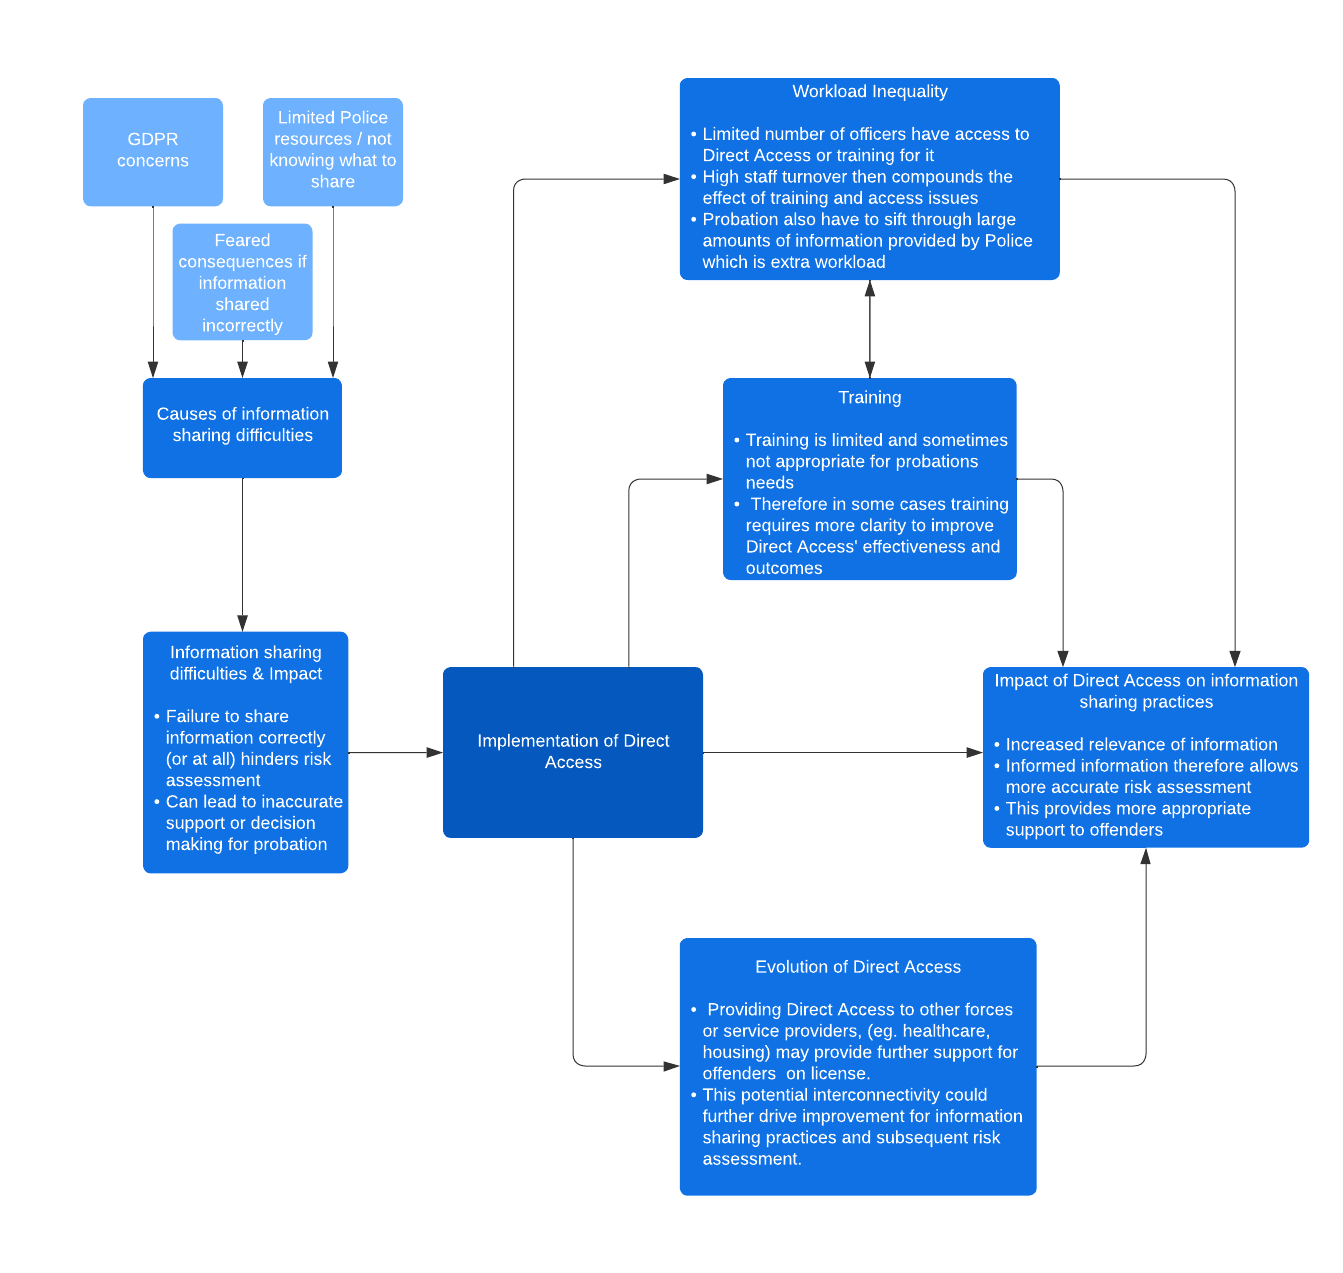 GDPR
concerns
Limited Police
resources / not
knowing what to
share
Feared
consequences if
information
shared
incorrectly
Causes of information
sharing difficulties
Information sharing
difficulties & Impact
• Failure to share
information correctly
(or at all) hinders risk
assessment
• Can lead to inaccurate
support or decision
making for probation
Implementation of Direct
Access
Workload Inequality
• Limited number of officers have access to
Direct Access or training for it
• High staff turnover then compounds the
effect of training and access issues
• Probation also have to sift through large
amounts of information provided by Police
which is extra workload
Training
• Training is limited and sometimes
not appropriate for probations
needs
• Therefore in some cases training
requires more clarity to improve
Direct Access' effectiveness and
outcomes
Impact of Direct Access on information
sharing practices
• Increased relevance of information
• Informed information therefore allows
more accurate risk assessment
• This provides more appropriate
support to offenders
Evolution of Direct Access
• Providing Direct Access to other forces
or service providers, (eg. healthcare,
housing) may provide further support for
offenders on license.
• This potential interconnectivity could
further drive improvement for information
sharing practices and subsequent risk
assessment.